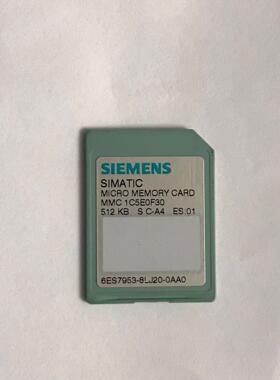 SIEMENS
SIMATIC
MICRO MEMORY CARD
MMC 1C5E0F30
512 KB S C-A4 ES:01
6ES7953-8LJ20-0AA0